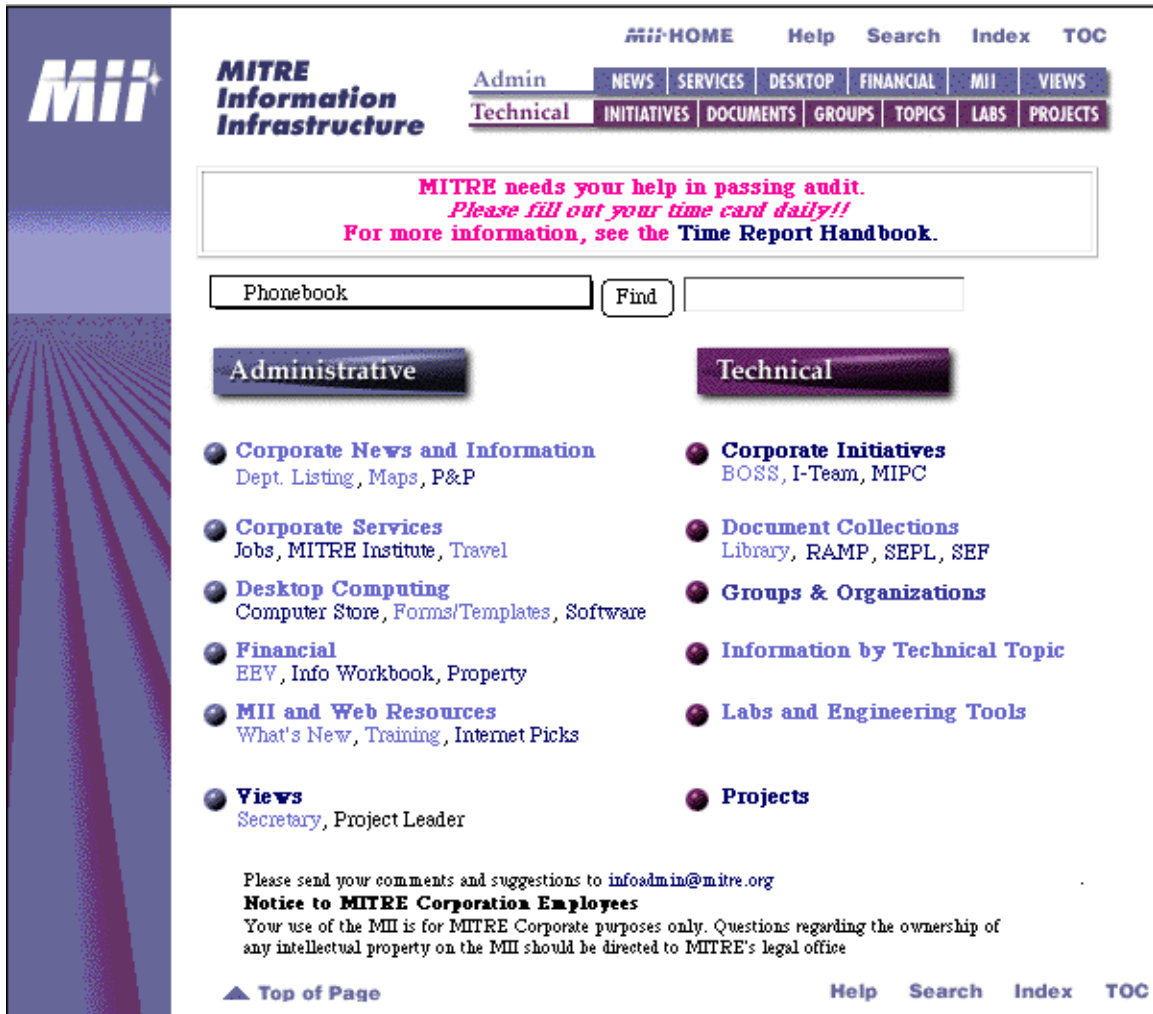 Mii·HOME Help Search Index TOC
Mii
MITRE
Information
Infrastructure
Admin NEWS SERVICES DESKTOP FINANCIAL MII VIEWS
Technical INITIATIVES DOCUMENTS GROUPS TOPICS LABS PROJECTS
MITRE needs your help in passing audit.
Please fill out your time card daily!!
For more information, see the Time Report Handbook.
Phonebook Find
Administrative
Corporate News and Information
Dept. Listing, Maps, P&P
Corporate Services
Jobs, MITRE Institute, Travel
Desktop Computing
Computer Store, Forms/Templates, Software
Financial
EEV, Info Workbook, Property
MII and Web Resources
What's New, Training, Internet Picks
Views
Secretary, Project Leader
Technical
Corporate Initiatives
BOSS, I-Team, MIPC
Document Collections
Library, RAMP, SEPL, SEF
Groups & Organizations
Information by Technical Topic
Labs and Engineering Tools
Projects
Please send your comments and suggestions to infoadmin@mitre.org
Notice to MITRE Corporation Employees
Your use of the MII is for MITRE Corporate purposes only. Questions regarding the ownership of
any intellectual property on the MII should be directed to MITRE's legal office
Top of Page Help Search Index TOC